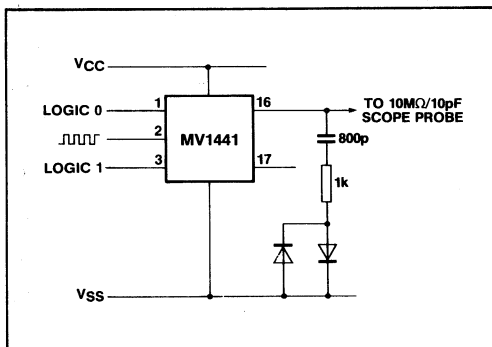 VCC
LOGIC 0
1
16
TO 10MΩ/10pF
SCOPE PROBE
2
MV1441
800p
LOGIC 1
3
17
1k
VSS